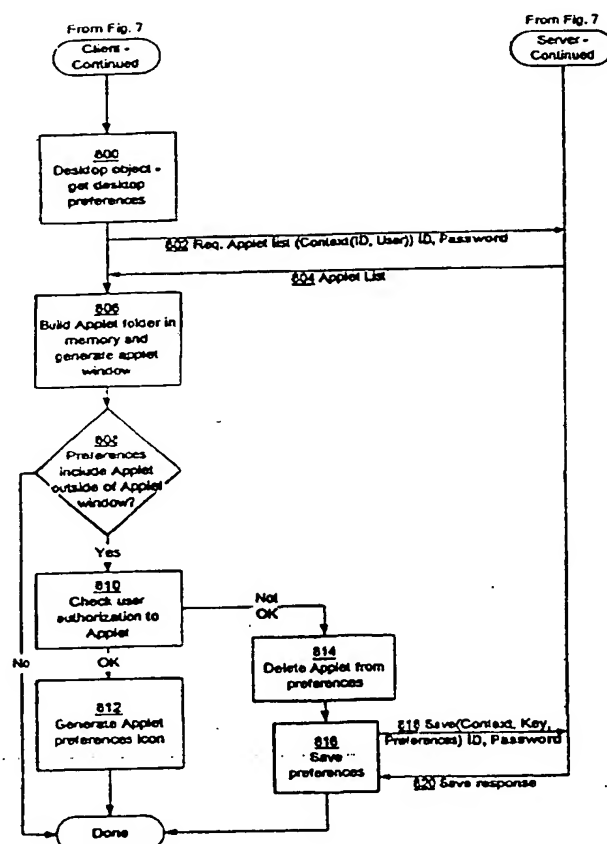 From Fig. 7
Client -
Continued
From Fig. 7
Server -
Continued
800
Desktop object -
get desktop
preferences
802 Req. Applet list (Context(ID, User)) ID, Password
804 Applet List
806
Build Applet folder in
memory and
generate applet
window
808
Preferences
include Applet
outside of Applet
window?
Yes
No
810
Check user
authorization to
Applet
Not
OK
OK
814
Delete Applet from
preferences
812
Generate Applet
preferences icon
816
Save
preferences
818 Save(Context, Key,
Preferences) ID, Password
820 Save response
Done